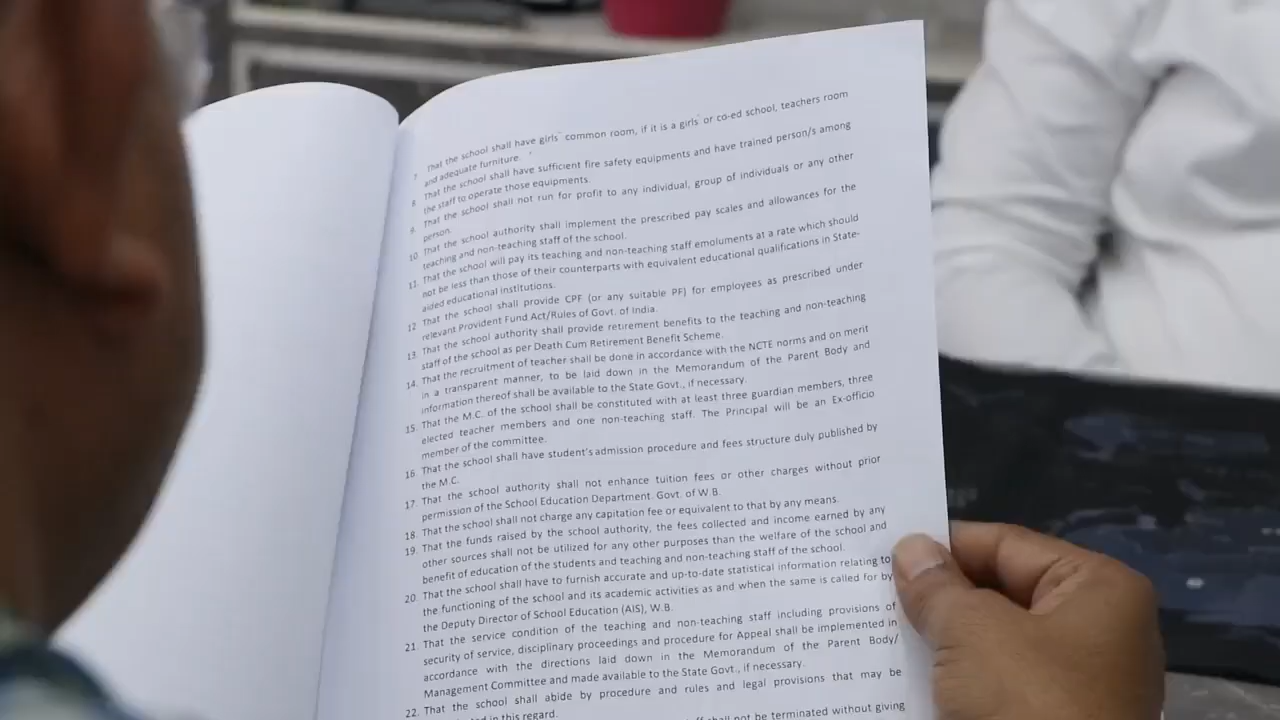 7. That the school shall have girls' common room, if it is a girls' or co-ed school, teachers room
and adequate furniture.
8. That the school shall have sufficient fire safety equipments and have trained person/s among
the staff to operate those equipments.
9. That the school shall not run for profit to any individual, group of individuals or any other
person.
10. That the school authority shall implement the prescribed pay scales and allowances for the
teaching and non-teaching staff of the school.
11. That the school will pay its teaching and non-teaching staff emoluments at a rate which should
not be less than those of their counterparts with equivalent educational qualifications in State-
aided educational institutions.
12. That the school shall provide CPF (or any suitable PF) for employees as prescribed under
relevant Provident Fund Act/Rules of Govt. of India.
13. That the school authority shall provide retirement benefits to the teaching and non-teaching
staff of the school as per Death Cum Retirement Benefit Scheme.
14. That the recruitment of teacher shall be done in accordance with the NCTE norms and on merit
in a transparent manner, to be laid down in the Memorandum of the Parent Body and
information thereof shall be available to the State Govt., if necessary.
15. That the M.C. of the school shall be constituted with at least three guardian members, three
elected teacher members and one non-teaching staff. The Principal will be an Ex-officio
member of the committee.
16. That the school shall have student's admission procedure and fees structure duly published by
the M.C.
17. That the school authority shall not enhance tuition fees or other charges without prior
permission of the School Education Department. Govt. of W.B.
18. That the school shall not charge any capitation fee or equivalent to that by any means.
19. That the funds raised by the school authority, the fees collected and income earned by any
other sources shall not be utilized for any other purposes than the welfare of the school and
benefit of education of the students and teaching and non-teaching staff of the school.
20. That the school shall have to furnish accurate and up-to-date statistical information relating to
the functioning of the school and its academic activities as and when the same is called for by
the Deputy Director of School Education (AIS), W.B.
21. That the service condition of the teaching and non-teaching staff including provisions of
security of service, disciplinary proceedings and procedure for Appeal shall be implemented in
accordance with the directions laid down in the Memorandum of the Parent Body/
Management Committee and made available to the State Govt., if necessary.
22. That the school shall abide by procedure and rules and legal provisions that may be
in this regard.
shall not be terminated without giving